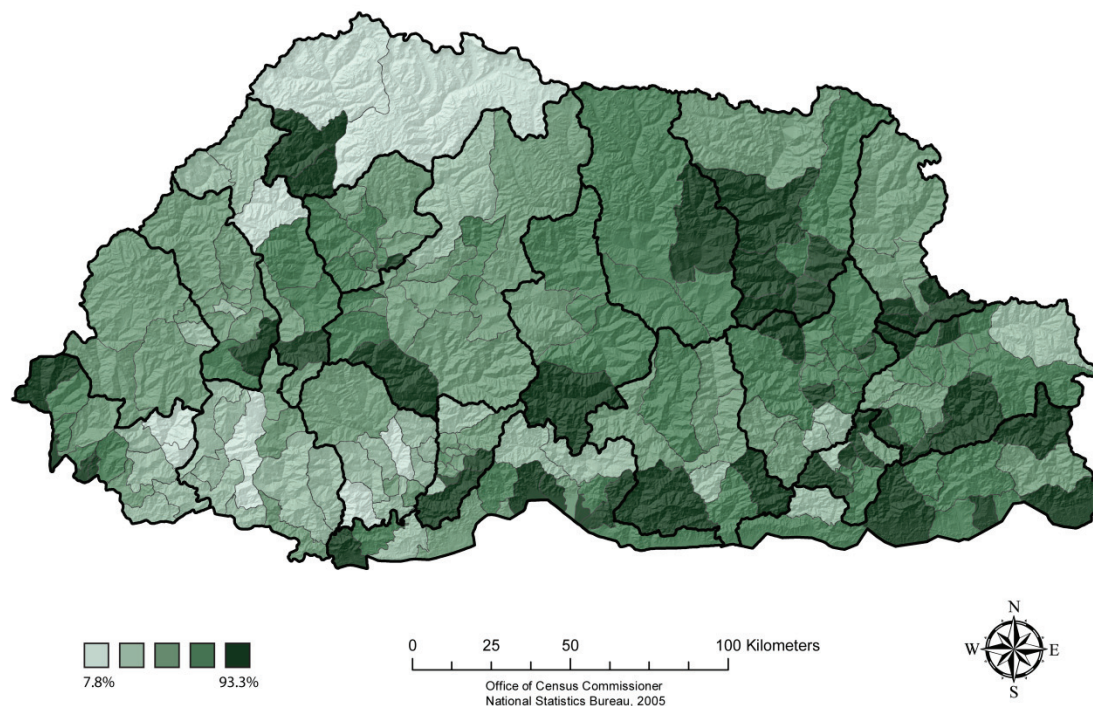 7.8% 93.3%
0 25 50 100 Kilometers
Office of Census Commissioner
National Statistics Bureau, 2005
N
W E
S